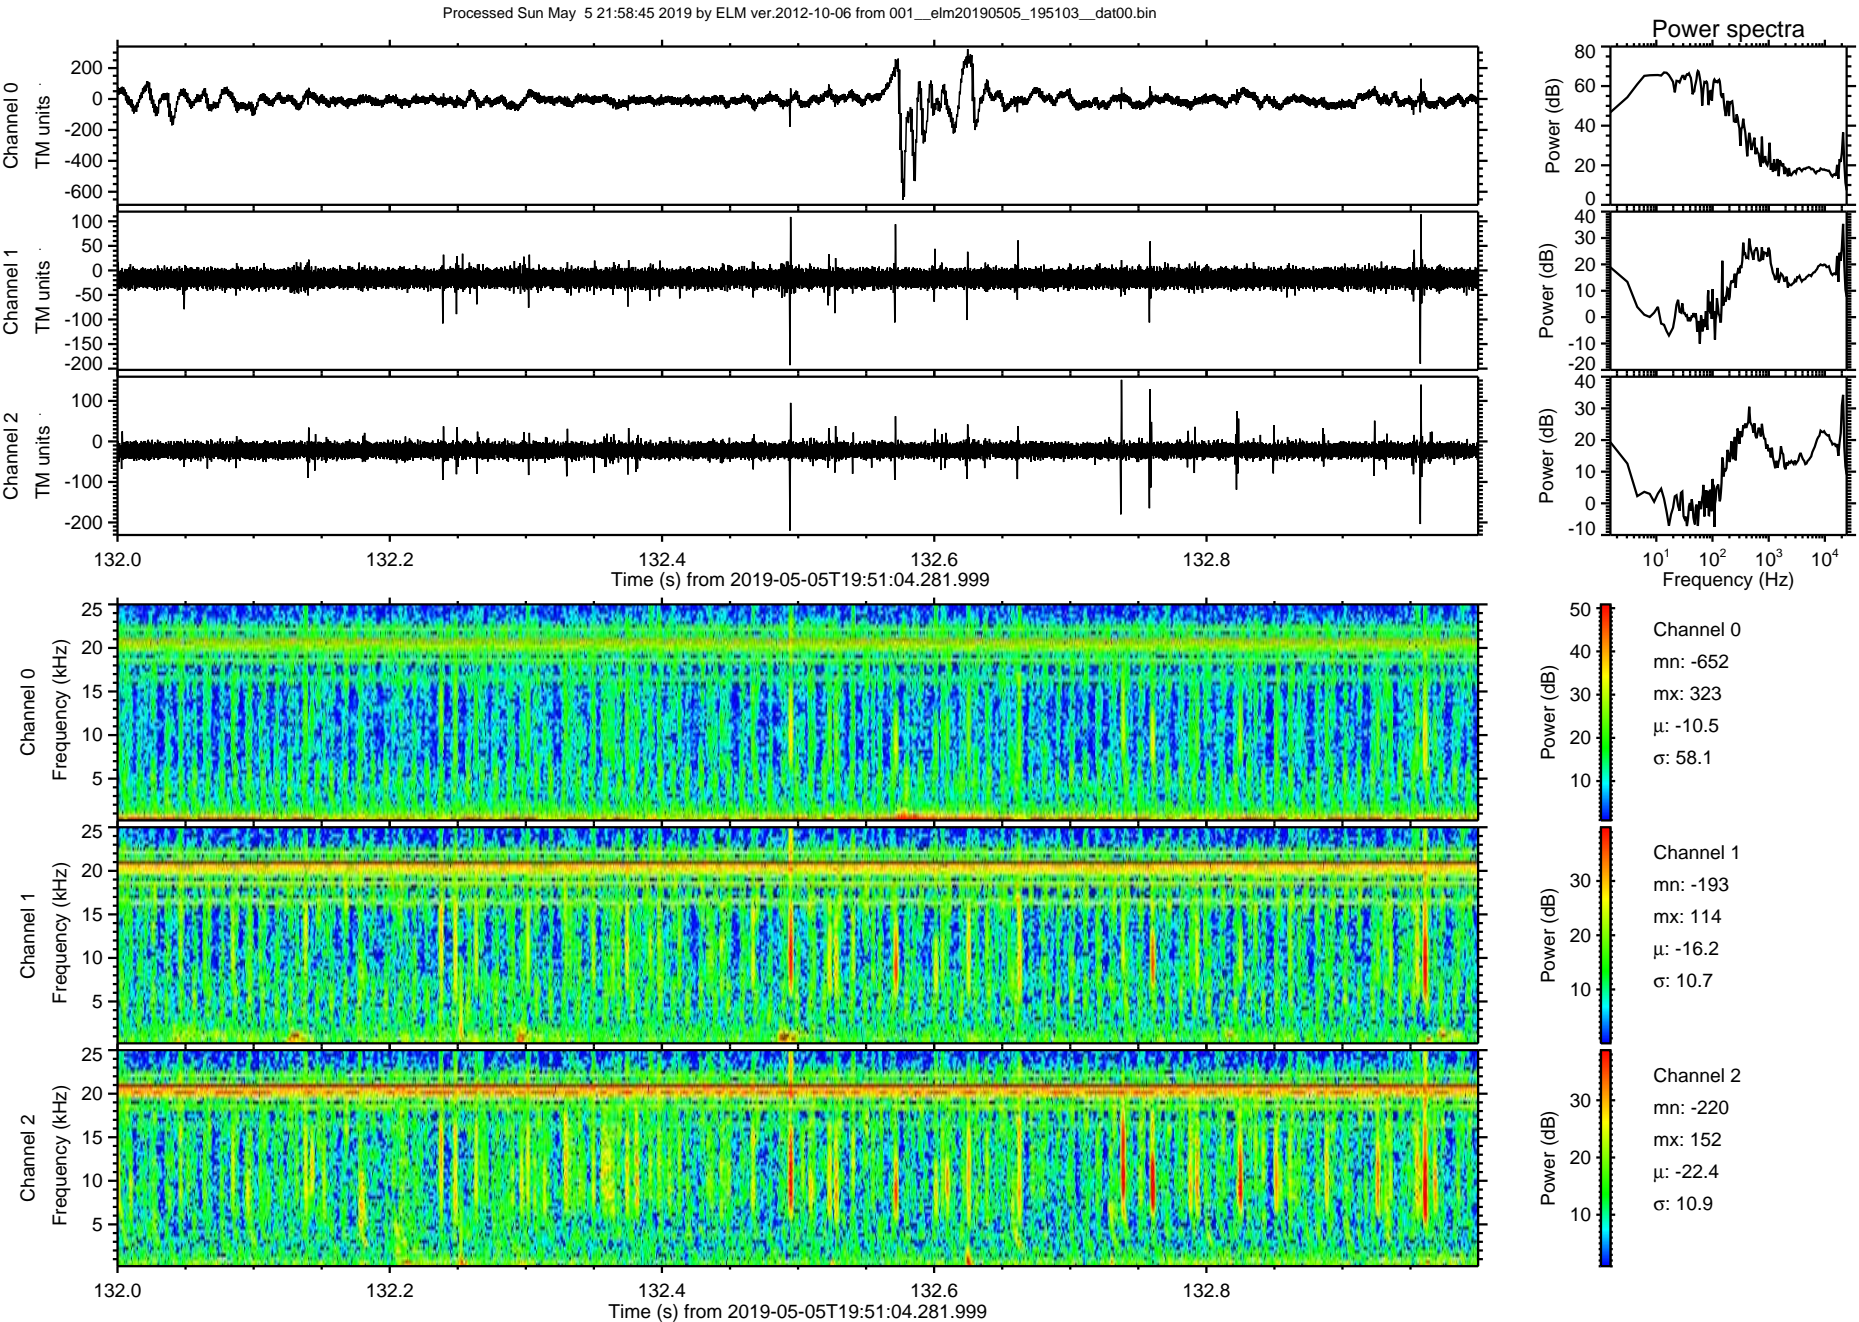 Processed Sun May  5 21:58:45 2019 by ELM ver.2012-10-06 from 001__elm20190505_195103__dat00.bin
Power spectra
Channel 0
TM units
200
0
-200
-400
-600
Power (dB)
80
60
40
20
0
Channel 1
TM units
100
50
0
-50
-100
-150
-200
Power (dB)
40
30
20
10
0
-10
-20
Channel 2
TM units
100
0
-100
-200
Power (dB)
40
30
20
10
0
-10
132.0 132.2 132.4 132.6 132.8
Time (s) from 2019-05-05T19:51:04.281.999
10¹ 10² 10³ 10⁴
Frequency (Hz)
Channel 0
Frequency (kHz)
25
20
15
10
5
Power (dB)
50
40
30
20
10
Channel 0
mn: -652
mx: 323
μ: -10.5
σ: 58.1
Channel 1
Frequency (kHz)
25
20
15
10
5
Power (dB)
30
20
10
Channel 1
mn: -193
mx: 114
μ: -16.2
σ: 10.7
Channel 2
Frequency (kHz)
25
20
15
10
5
Power (dB)
30
20
10
Channel 2
mn: -220
mx: 152
μ: -22.4
σ: 10.9
132.0 132.2 132.4 132.6 132.8
Time (s) from 2019-05-05T19:51:04.281.999